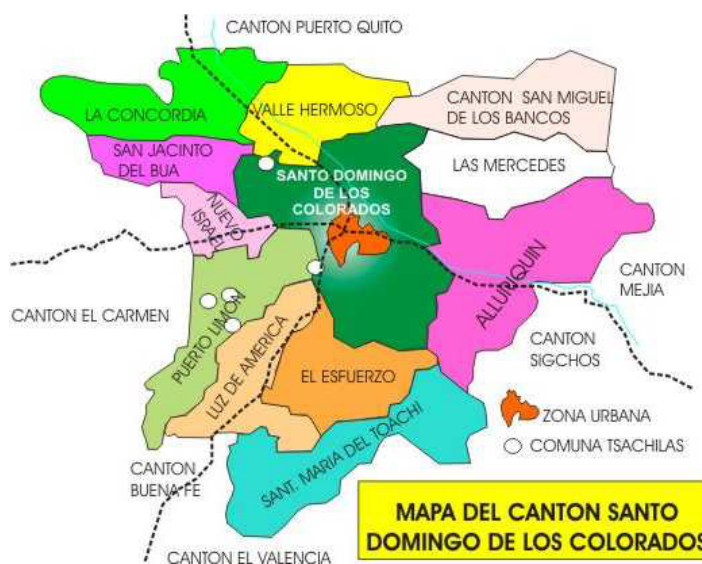 CANTON PUERTO QUITO
LA CONCORDIA
VALLE HERMOSO
CANTON SAN MIGUEL
DE LOS BANCOS
SAN JACINTO
DEL BUA
LAS MERCEDES
SANTO DOMINGO
DE LOS
COLORADOS
NUEVO
ISRAEL
ALLURIQUIN
CANTON
MEJIA
CANTON EL CARMEN
PUERTO LIMON
LUZ DE AMERICA
EL ESFUERZO
CANTON
SIGCHOS
ZONA URBANA
COMUNA TSACHILAS
SANT. MARIA DEL TOACHI
CANTON
BUENA FE
CANTON EL VALENCIA
MAPA DEL CANTON SANTO
DOMINGO DE LOS COLORADOS